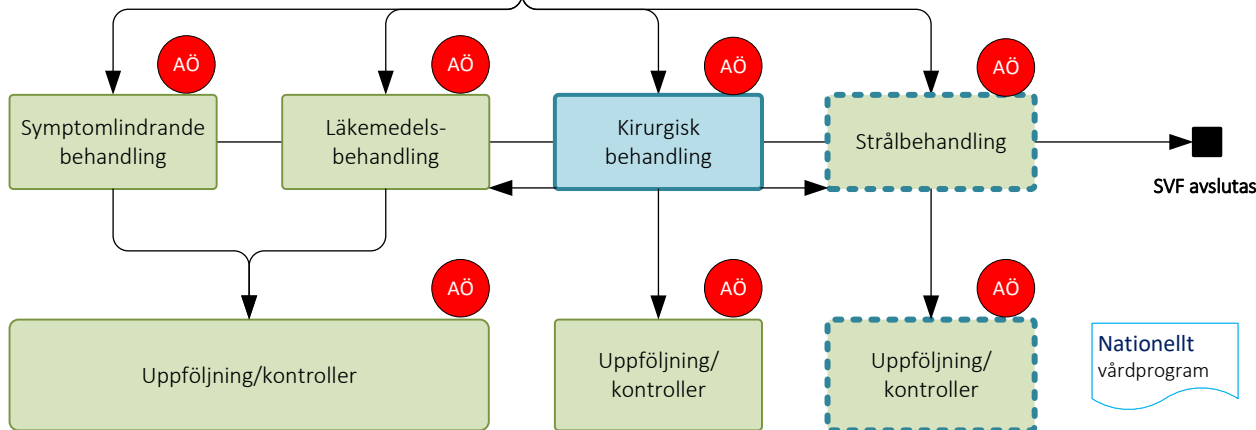 AÖ
AÖ
AÖ
AÖ
Symptomlindrande
behandling
Läkemedels-
behandling
Kirurgisk
behandling
Strålbehandling
SVF avslutas
AÖ
AÖ
AÖ
Uppföljning/kontroller
Uppföljning/
kontroller
Uppföljning/
kontroller
Nationellt
vårdprogram